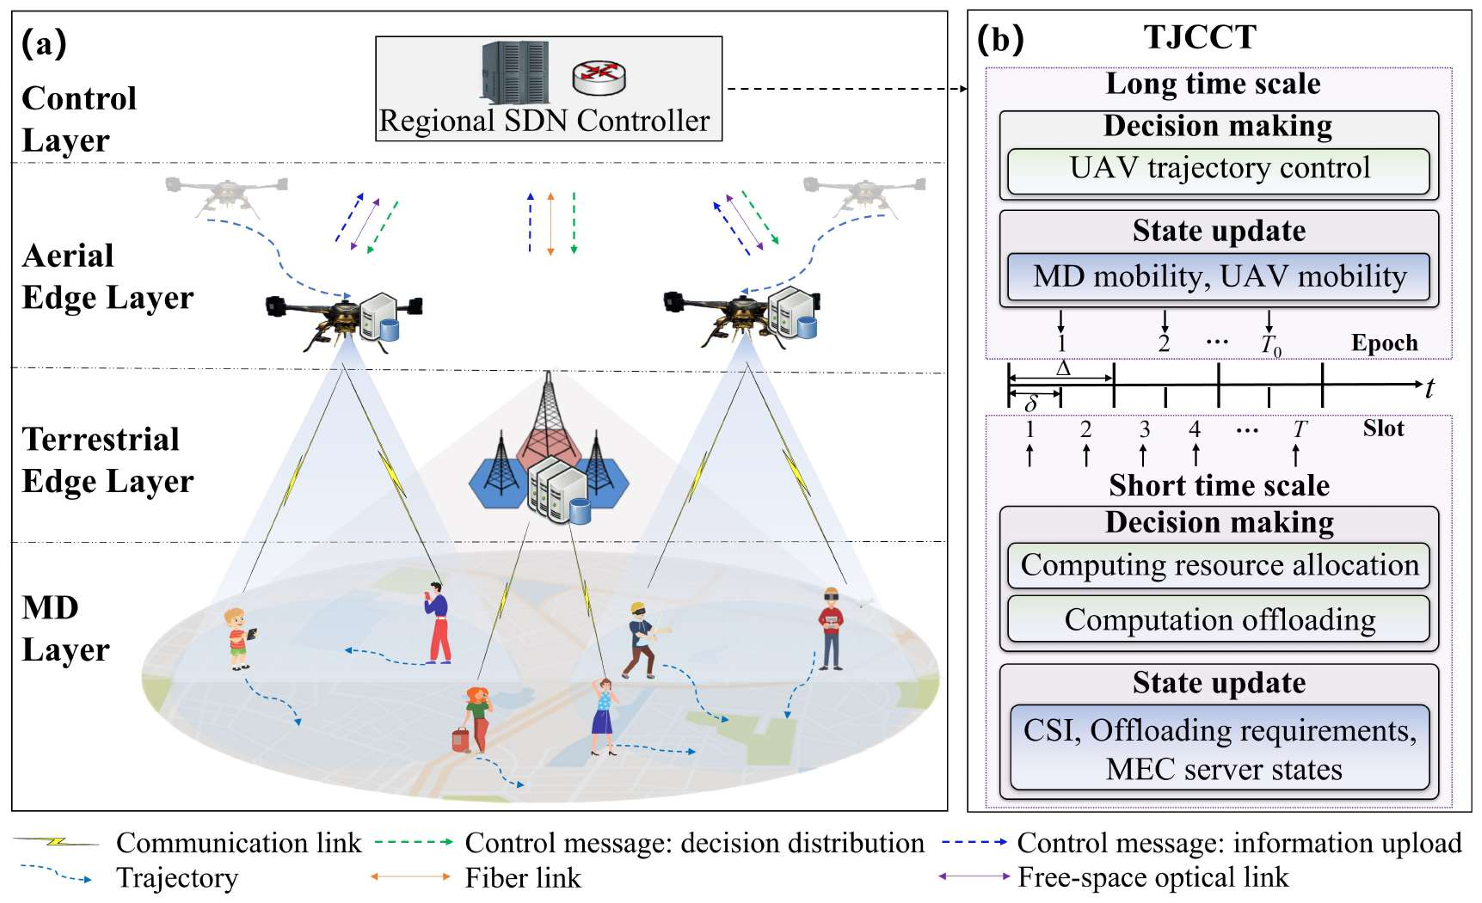 (a)
Control
Layer
Regional SDN Controller
Aerial
Edge Layer
Terrestrial
Edge Layer
MD
Layer
(b)
TJCCT
Long time scale
Decision making
UAV trajectory control
State update
MD mobility, UAV mobility
1 2 ... T₀ Epoch
Δ
δ
t
1 2 3 4 ... T Slot
Short time scale
Decision making
Computing resource allocation
Computation offloading
State update
CSI, Offloading requirements,
MEC server states
Communication link
Control message: decision distribution
Control message: information upload
Trajectory
Fiber link
Free-space optical link